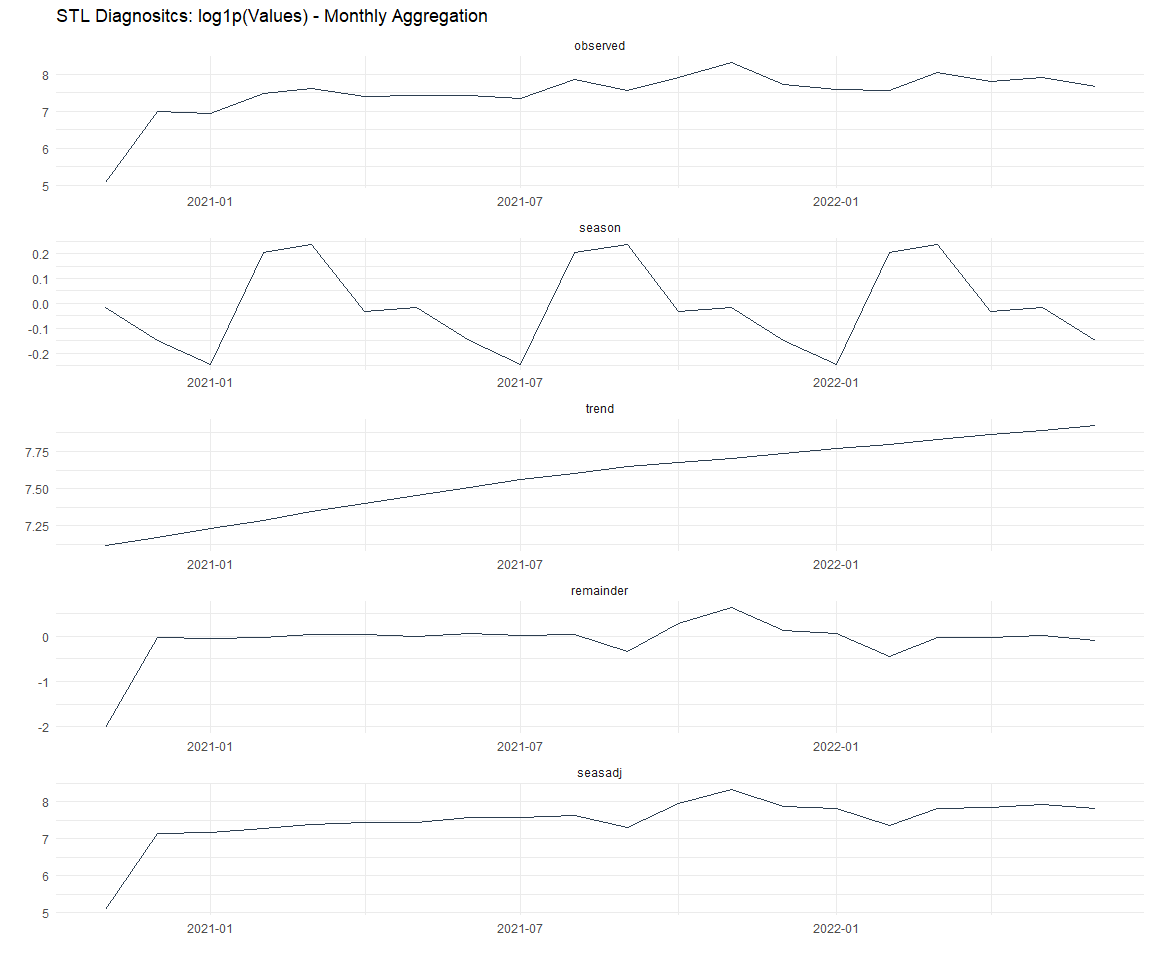 STL Diagnositcs: log1p(Values) - Monthly Aggregation
observed
8
7
6
5
2021-01 2021-07 2022-01
season
0.2
0.1
0.0
-0.1
-0.2
2021-01 2021-07 2022-01
trend
7.75
7.50
7.25
2021-01 2021-07 2022-01
remainder
0
-1
-2
2021-01 2021-07 2022-01
seasadj
8
7
6
5
2021-01 2021-07 2022-01